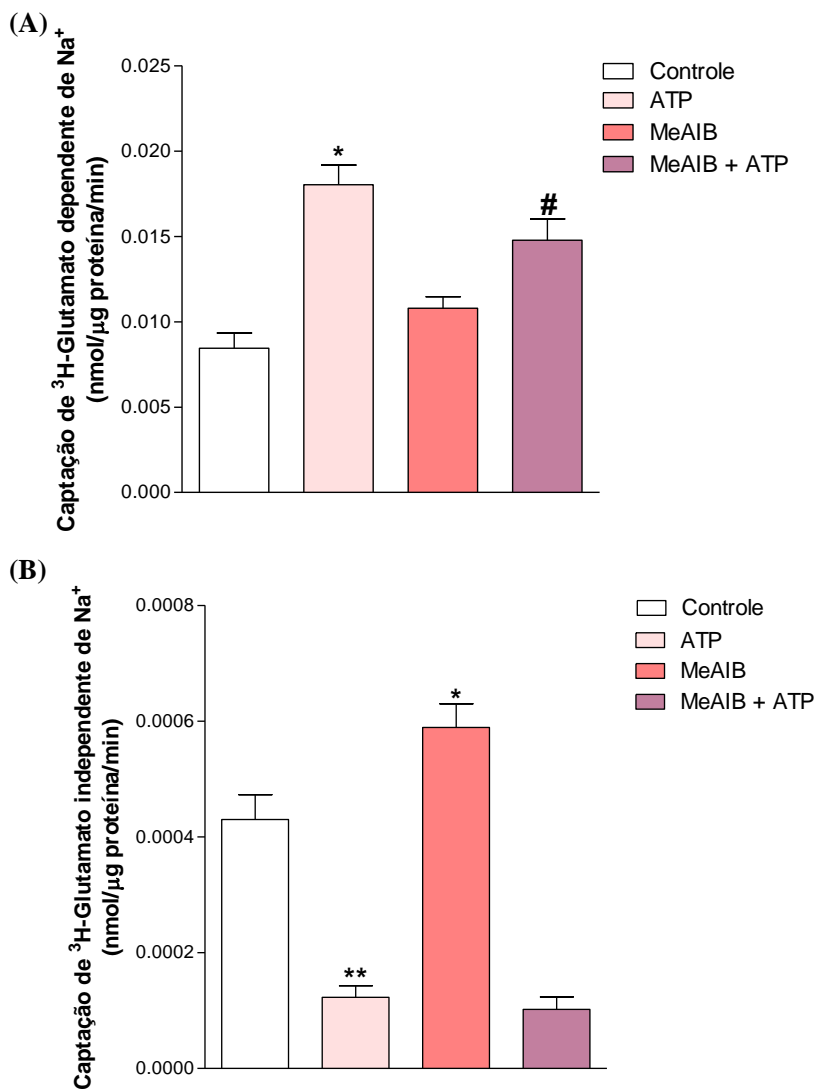 (A)
Captação de ³H-Glutamato dependente de Na⁺
(nmol/μg proteína/min)
0.025
0.020
0.015
0.010
0.005
0.000
*
#
Controle
ATP
MeAIB
MeAIB + ATP
(B)
Captação de ³H-Glutamato independente de Na⁺
(nmol/μg proteína/min)
0.0008
0.0006
0.0004
0.0002
0.0000
**
*
Controle
ATP
MeAIB
MeAIB + ATP